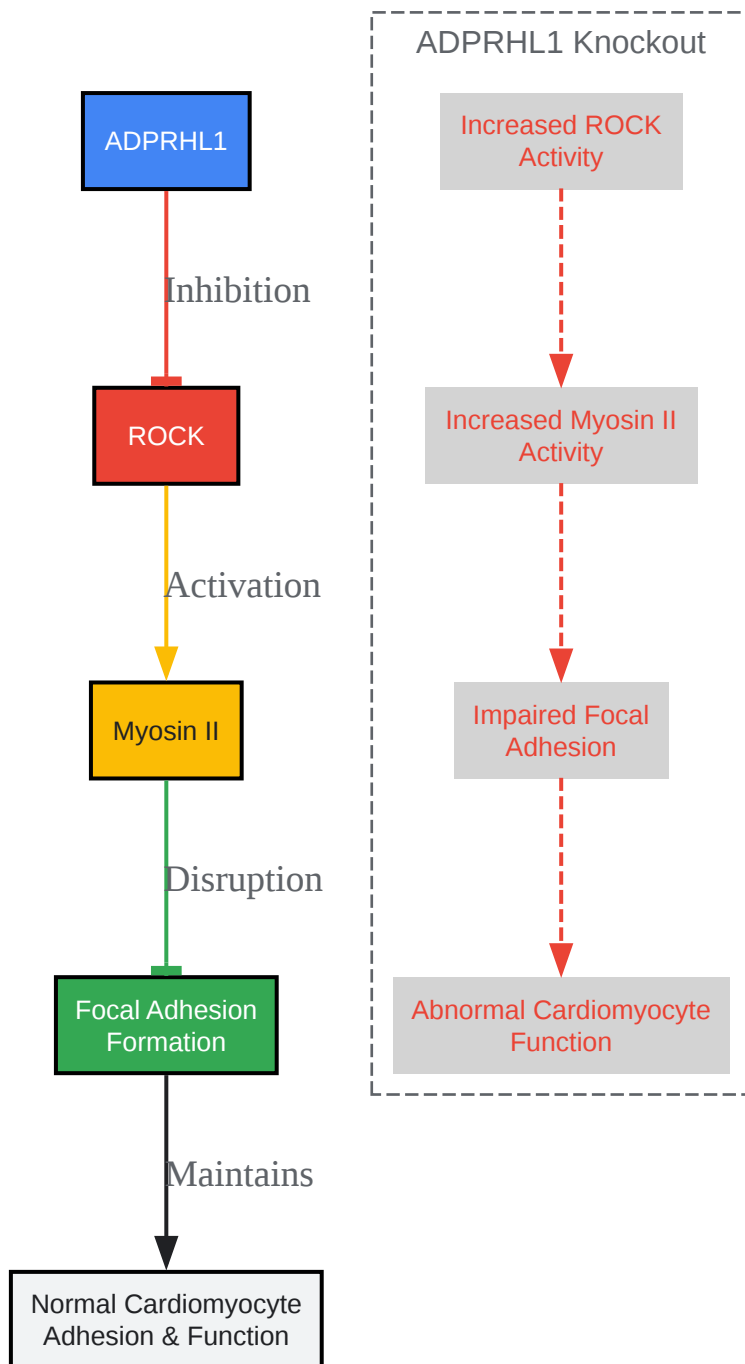 ADPRHL1
Inhibition
ROCK
Activation
Myosin II
Disruption
Focal Adhesion
Formation
Maintains
Normal Cardiomyocyte
Adhesion & Function
ADPRHL1 Knockout
Increased ROCK
Activity
Increased Myosin II
Activity
Impaired Focal
Adhesion
Abnormal Cardiomyocyte
Function